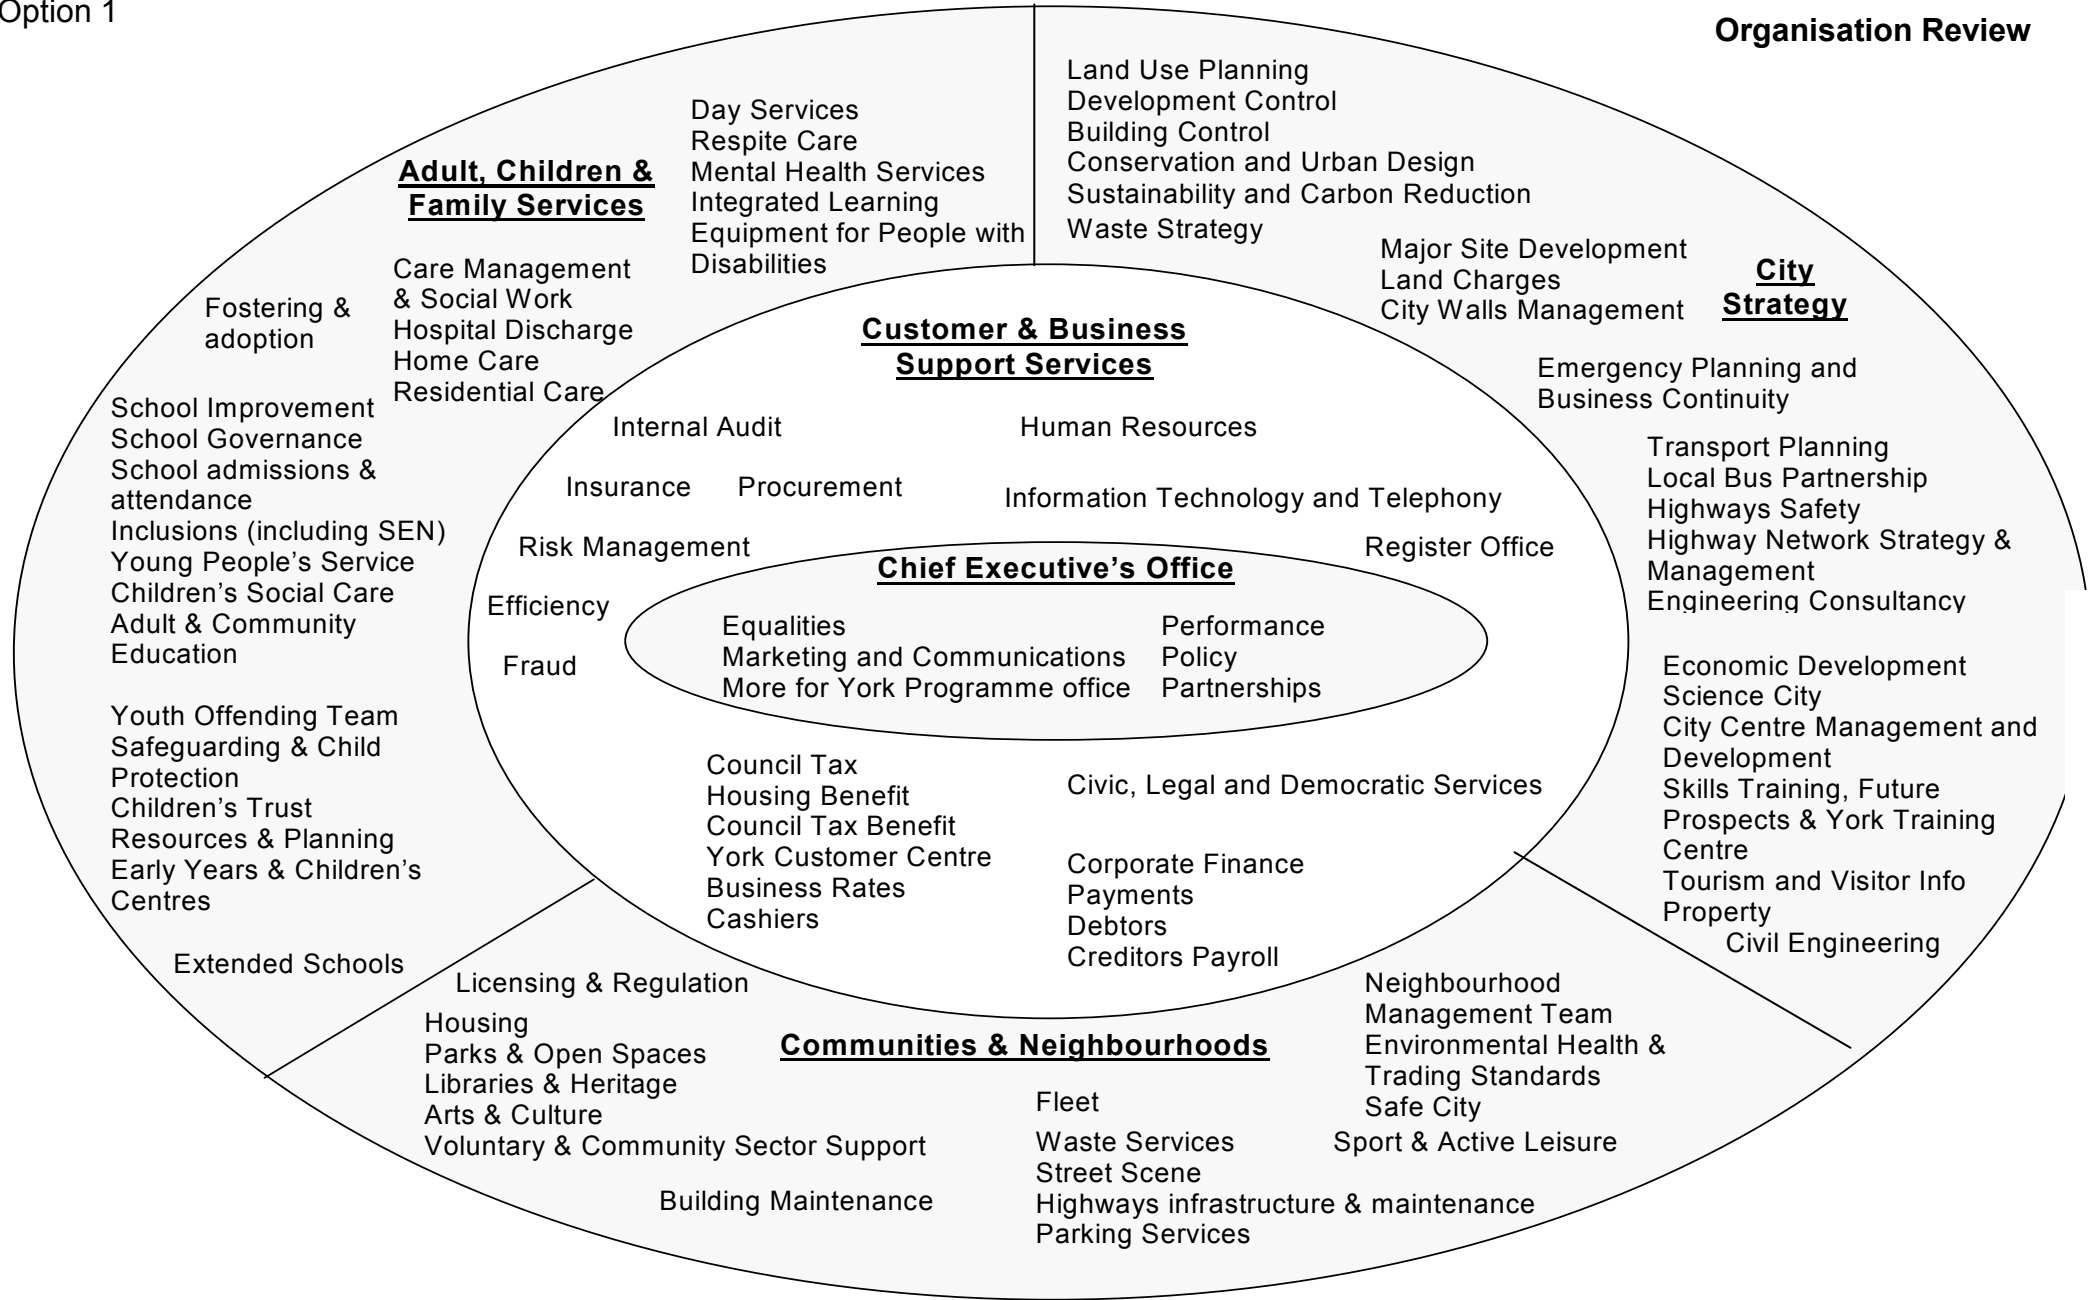 Option 1
Organisation Review
Adult, Children &
Family Services
Day Services
Respite Care
Mental Health Services
Integrated Learning
Equipment for People with
Disabilities
Care Management
& Social Work
Hospital Discharge
Home Care
Residential Care
Fostering &
adoption
School Improvement
School Governance
School admissions &
attendance
Inclusions (including SEN)
Young People’s Service
Children’s Social Care
Adult & Community
Education
Youth Offending Team
Safeguarding & Child
Protection
Children’s Trust
Resources & Planning
Early Years & Children’s
Centres
Extended Schools
Land Use Planning
Development Control
Building Control
Conservation and Urban Design
Sustainability and Carbon Reduction
Waste Strategy
Major Site Development
Land Charges
City Walls Management
City
Strategy
Emergency Planning and
Business Continuity
Transport Planning
Local Bus Partnership
Highways Safety
Highway Network Strategy &
Management
Engineering Consultancy
Economic Development
Science City
City Centre Management and
Development
Skills Training, Future
Prospects & York Training
Centre
Tourism and Visitor Info
Property
Civil Engineering
Customer & Business
Support Services
Internal Audit
Human Resources
Insurance
Procurement
Information Technology and Telephony
Risk Management
Register Office
Efficiency
Fraud
Chief Executive’s Office
Equalities
Marketing and Communications
More for York Programme office
Performance
Policy
Partnerships
Council Tax
Housing Benefit
Council Tax Benefit
York Customer Centre
Business Rates
Cashiers
Civic, Legal and Democratic Services
Corporate Finance
Payments
Debtors
Creditors Payroll
Licensing & Regulation
Housing
Parks & Open Spaces
Libraries & Heritage
Arts & Culture
Voluntary & Community Sector Support
Building Maintenance
Communities & Neighbourhoods
Fleet
Waste Services
Street Scene
Highways infrastructure & maintenance
Parking Services
Neighbourhood
Management Team
Environmental Health &
Trading Standards
Safe City
Sport & Active Leisure